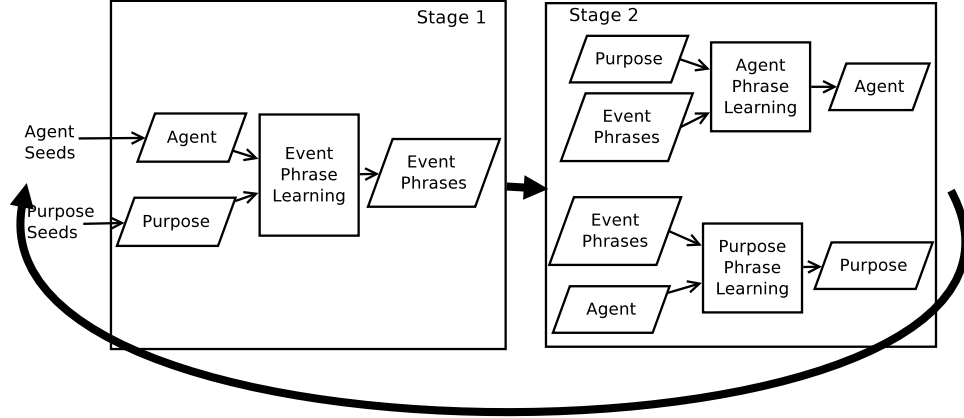 Stage 1
Agent
Seeds
Purpose
Seeds
Agent
Purpose
Event
Phrase
Learning
Event
Phrases
Stage 2
Purpose
Event
Phrases
Agent
Phrase
Learning
Agent
Event
Phrases
Agent
Purpose
Phrase
Learning
Purpose